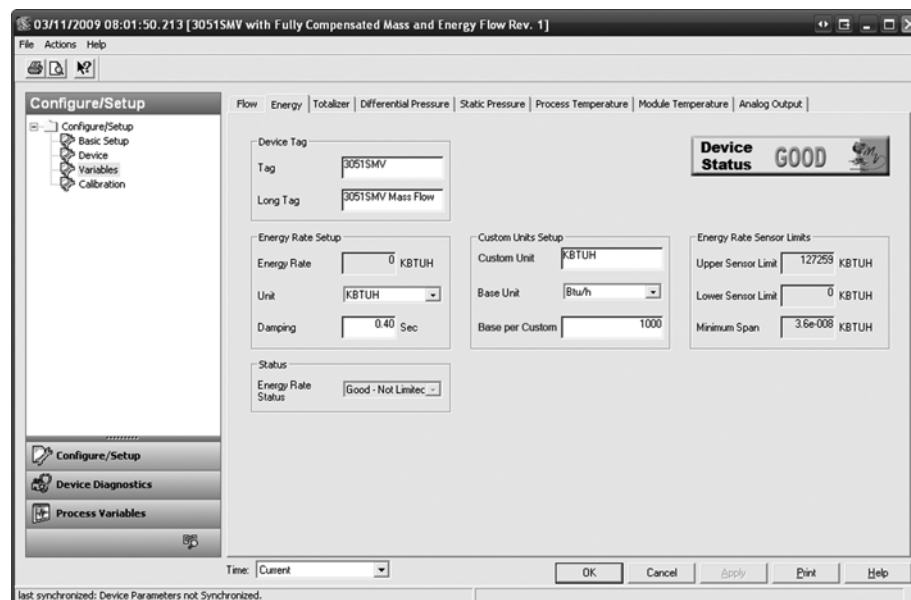 03/11/2009 08:01:50.213 [3051SMV with Fully Compensated Mass and Energy Flow Rev. 1]
File Actions Help
Configure/Setup
Configure/Setup
Basic Setup
Device
Variables
Calibration
Configure/Setup
Device Diagnostics
Process Variables
Flow Energy Totalizer Differential Pressure Static Pressure Process Temperature Module Temperature Analog Output
Device Tag
Tag 3051SMV
Long Tag 3051SMV Mass Flow
Device Status GOOD
Energy Rate Setup
Energy Rate 0 KBTUH
Unit KBTUH
Damping 0.40 Sec
Custom Units Setup
Custom Unit KBTUH
Base Unit Btu/h
Base per Custom 1000
Energy Rate Sensor Limits
Upper Sensor Limit 127259 KBTUH
Lower Sensor Limit 0 KBTUH
Minimum Span 3.6e-008 KBTUH
Status
Energy Rate Status Good - Not Limitec
Time: Current
OK Cancel Apply Print Help
last synchronized: Device Parameters not Synchronized.